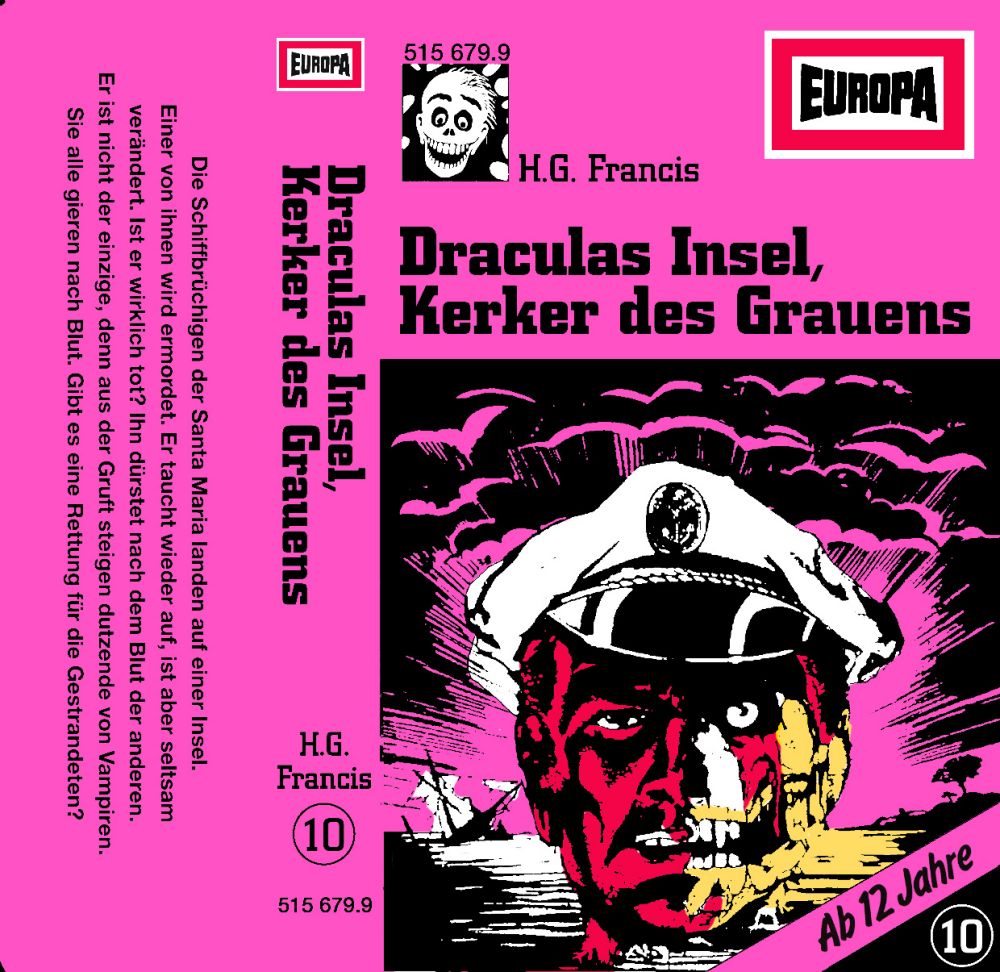 Die Schiffbrüchigen der Santa Maria landen auf einer Insel.
Einer von ihnen wird ermordet. Er taucht wieder auf, ist aber seltsam
verändert. Ist er wirklich tot? Ihn dürstet nach dem Blut der anderen.
Er ist nicht der einzige, denn aus der Gruft steigen dutzende von Vampiren.
Sie alle gieren nach Blut. Gibt es eine Rettung für die Gestrandeten?
EUROPA
Draculas Insel,
Kerker des Grauens
H.G.
Francis
10
515 679.9
515 679.9
EUROPA
H.G. Francis
Draculas Insel,
Kerker des Grauens
Ab 12 Jahre
10